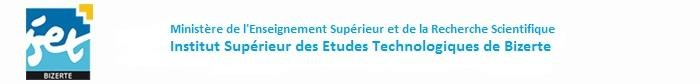 iset
BIZERTE
Ministère de l'Enseignement Supérieur et de la Recherche Scientifique
Institut Supérieur des Etudes Technologiques de Bizerte